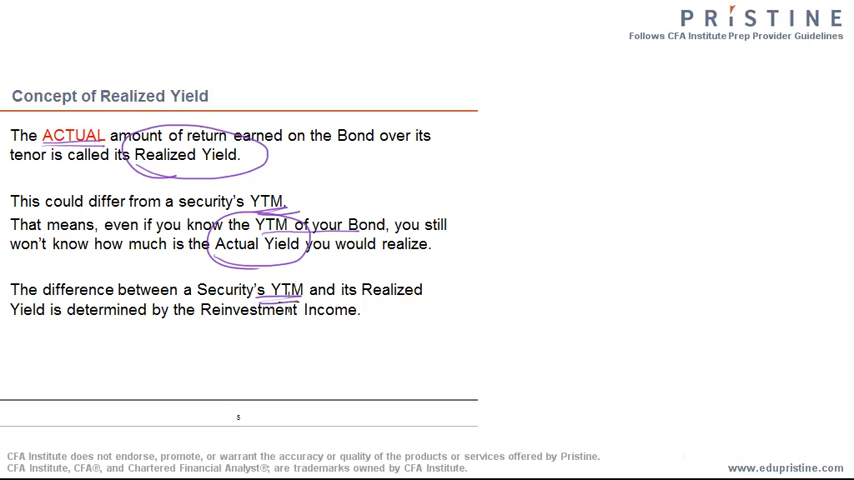 PRISTINE
Follows CFA Institute Prep Provider Guidelines
Concept of Realized Yield
The ACTUAL amount of return earned on the Bond over its
tenor is called its Realized Yield.
This could differ from a security's YTM.
That means, even if you know the YTM of your Bond, you still
won't know how much is the Actual Yield you would realize.
The difference between a Security's YTM and its Realized
Yield is determined by the Reinvestment Income.
5
CFA Institute does not endorse, promote, or warrant the accuracy or quality of the products or services offered by Pristine.
CFA Institute, CFA®, and Chartered Financial Analyst®; are trademarks owned by CFA Institute.
www.edupristine.com